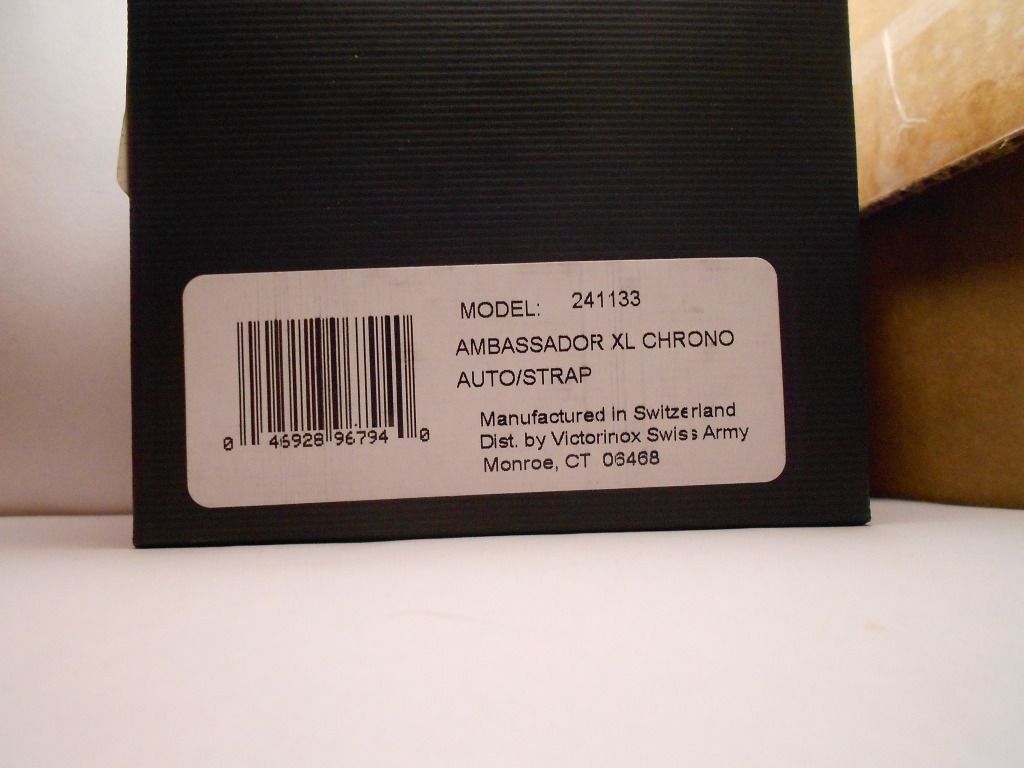 MODEL: 241133
AMBASSADOR XL CHRONO
AUTO/STRAP
Manufactured in Switzerland
Dist. by Victorinox Swiss Army
Monroe, CT 06468
0 46928 96794 0